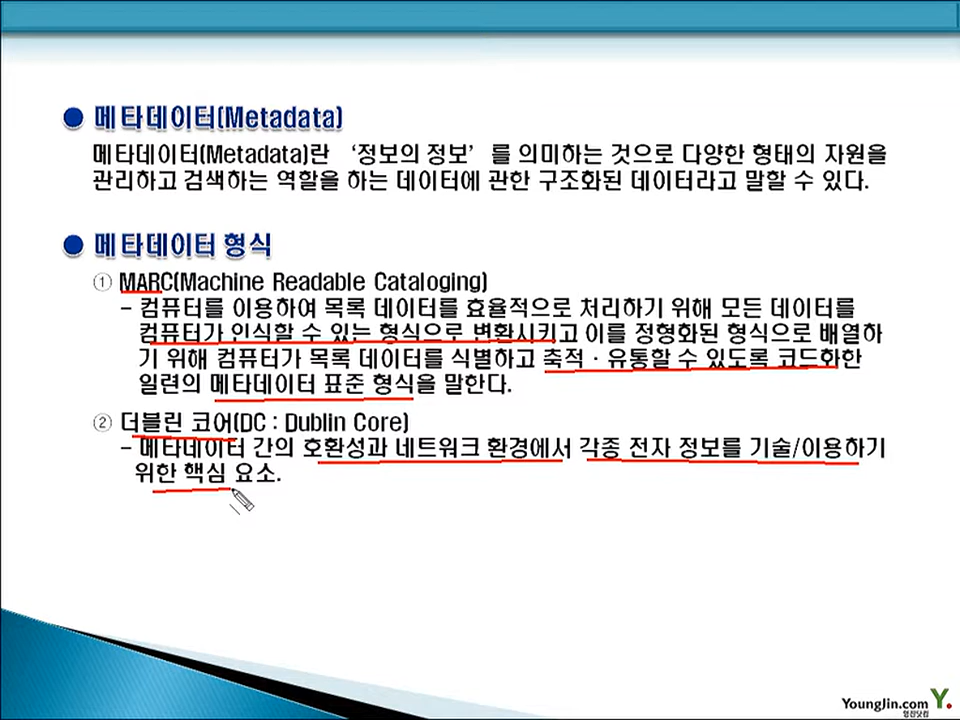 ● 메타데이터(Metadata)
메타데이터(Metadata)란 ‘정보의 정보’를 의미하는 것으로 다양한 형태의 자원을
관리하고 검색하는 역할을 하는 데이터에 관한 구조화된 데이터라고 말할 수 있다.
● 메타데이터 형식
① MARC(Machine Readable Cataloging)
- 컴퓨터를 이용하여 목록 데이터를 효율적으로 처리하기 위해 모든 데이터를
컴퓨터가 인식할 수 있는 형식으로 변환시키고 이를 정형화된 형식으로 배열하
기 위해 컴퓨터가 목록 데이터를 식별하고 축적·유통할 수 있도록 코드화한
일련의 메타데이터 표준 형식을 말한다.
② 더블린 코어(DC : Dublin Core)
- 메타데이터 간의 호환성과 네트워크 환경에서 각종 전자 정보를 기술/이용하기
위한 핵심 요소.
YoungJin.com Y.
영진닷컴